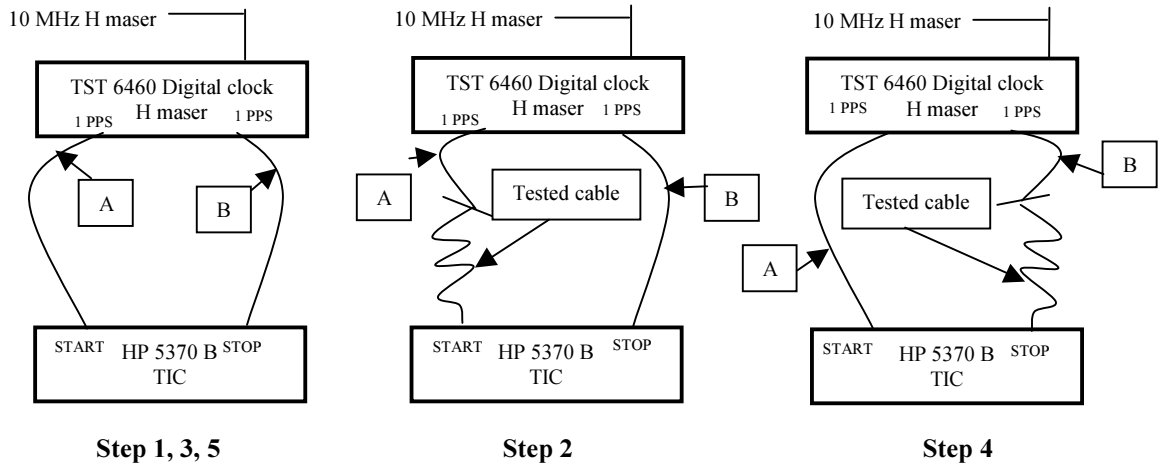 10 MHz H maser
TST 6460 Digital clock
H maser
1 PPS
1 PPS
A
B
START
HP 5370 B
STOP
TIC
Step 1, 3, 5
10 MHz H maser
TST 6460 Digital clock
H maser
1 PPS
1 PPS
A
Tested cable
B
START
HP 5370 B
STOP
TIC
Step 2
10 MHz H maser
TST 6460 Digital clock
1 PPS
H maser
1 PPS
B
Tested cable
A
START
HP 5370 B
STOP
TIC
Step 4